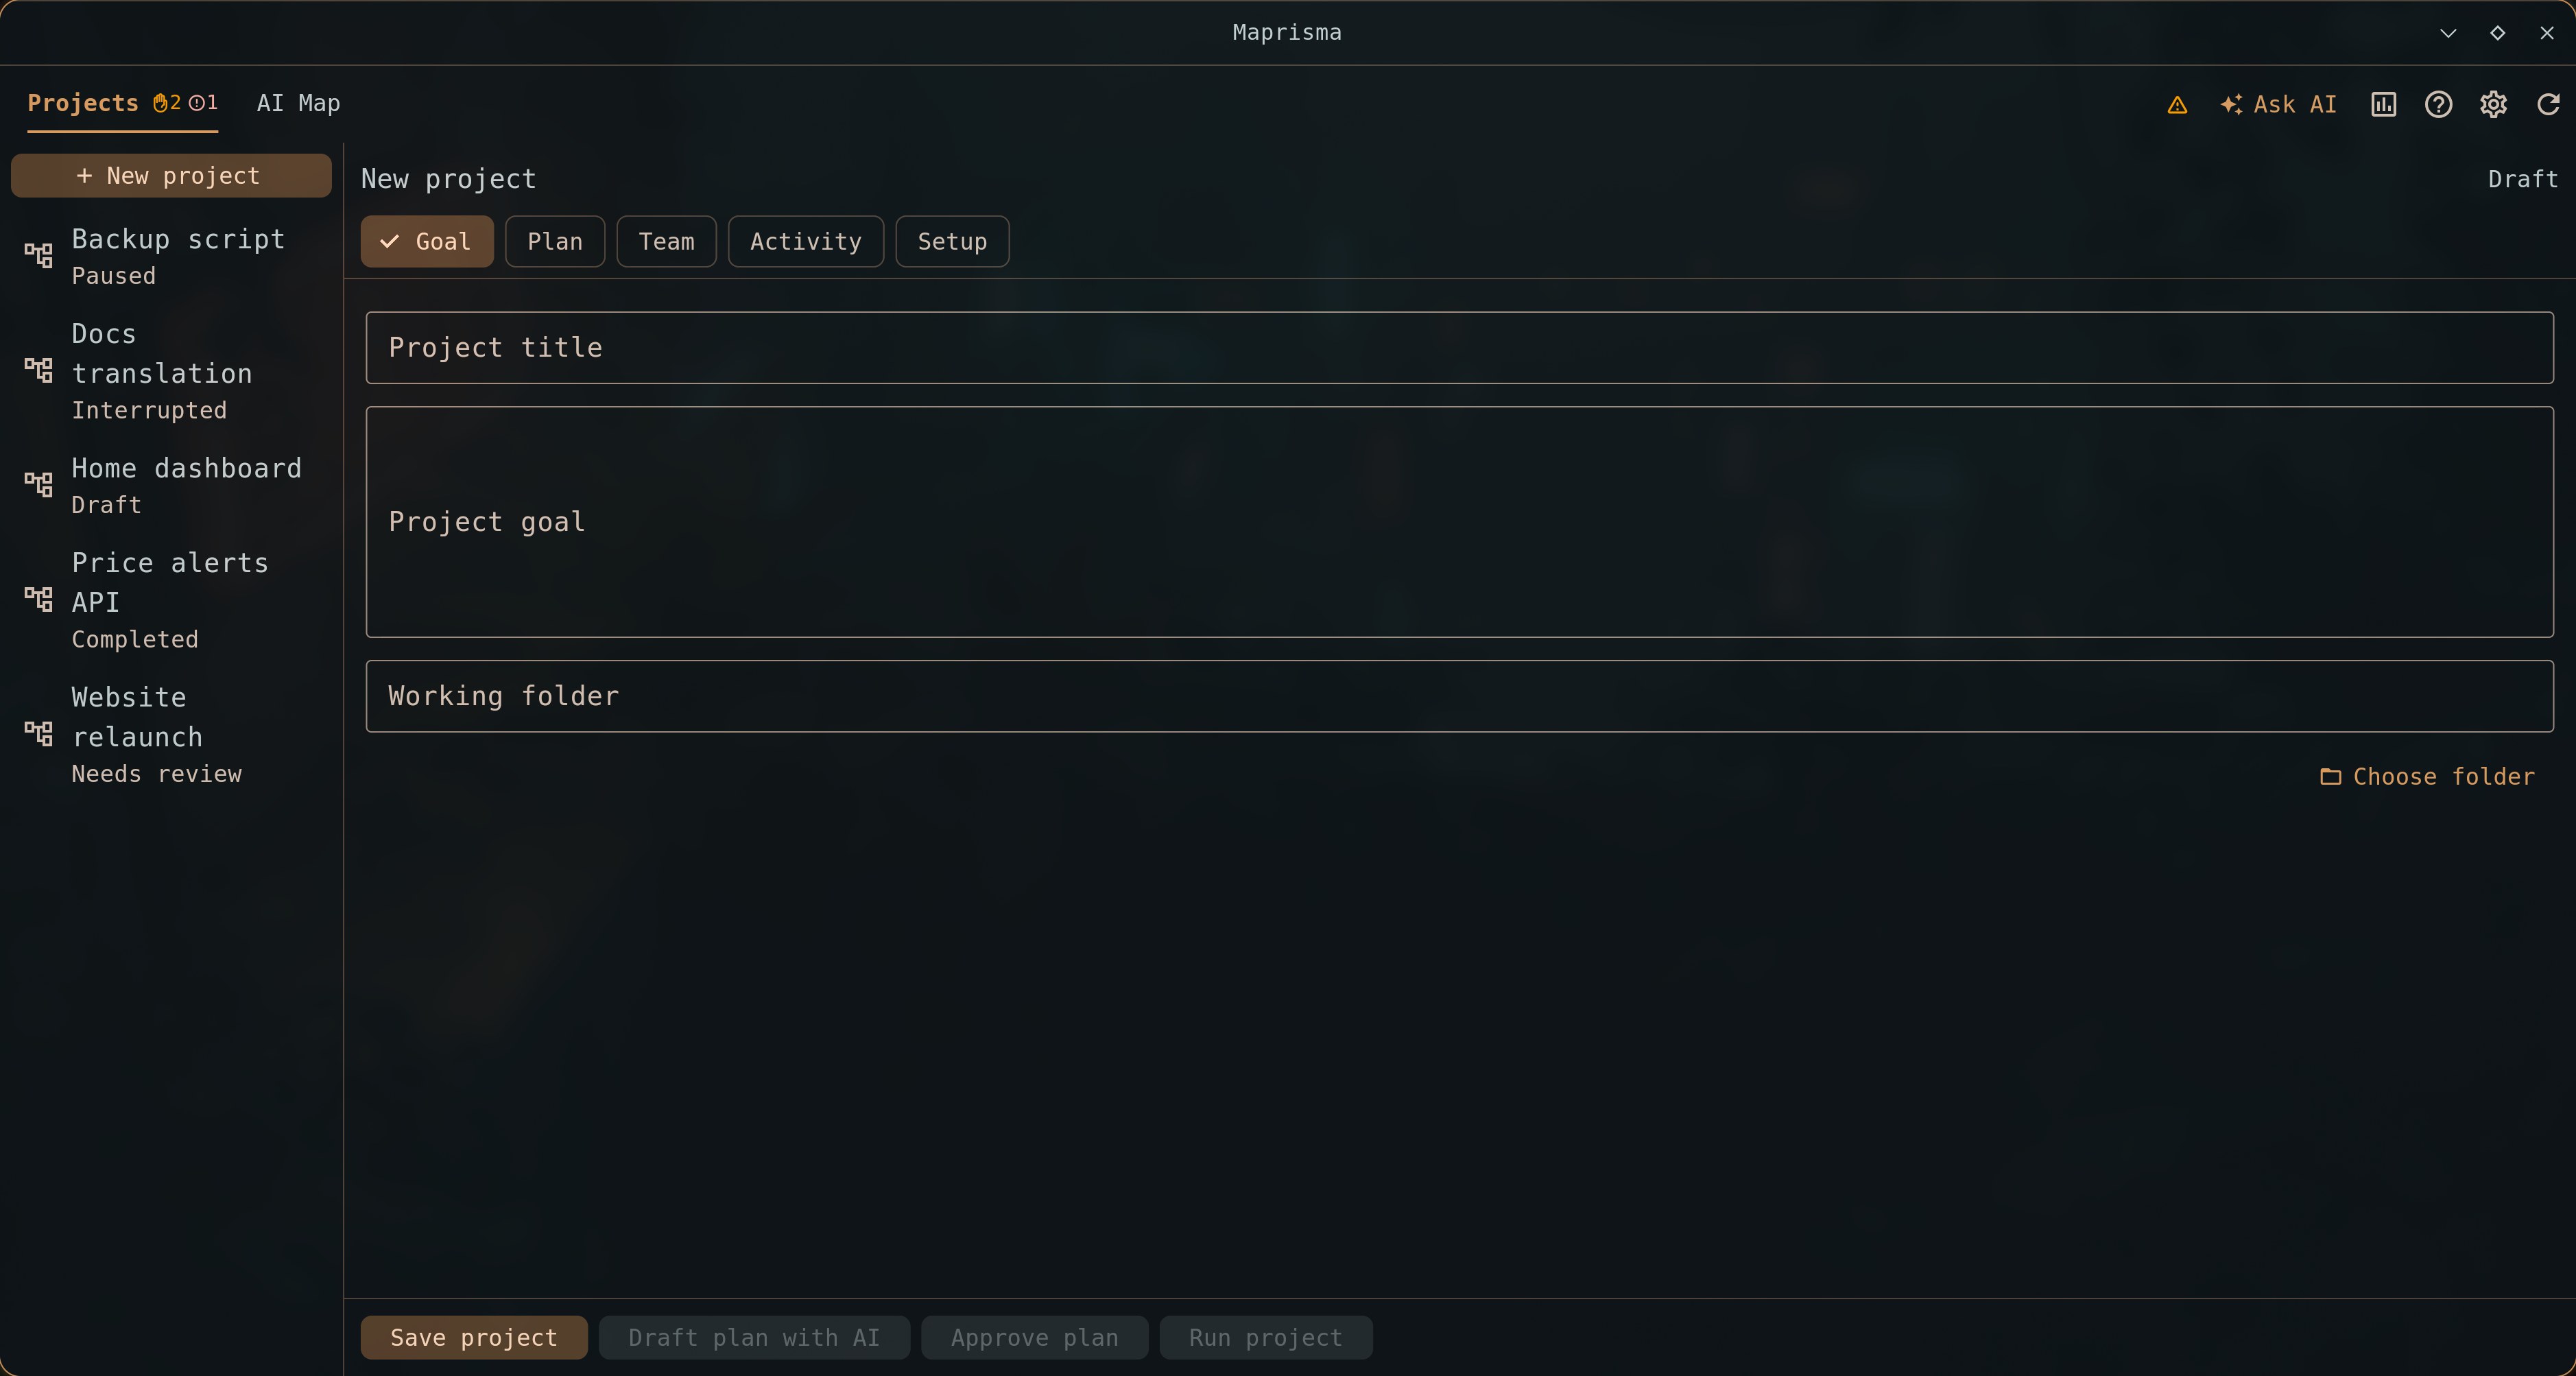 Maprisma
Projects 2 1 AI Map
Ask AI
+ New project
Backup script
Paused
Docs
translation
Interrupted
Home dashboard
Draft
Price alerts
API
Completed
Website
relaunch
Needs review
New project
Draft
Goal Plan Team Activity Setup
Project title
Project goal
Working folder
Choose folder
Save project Draft plan with AI Approve plan Run project